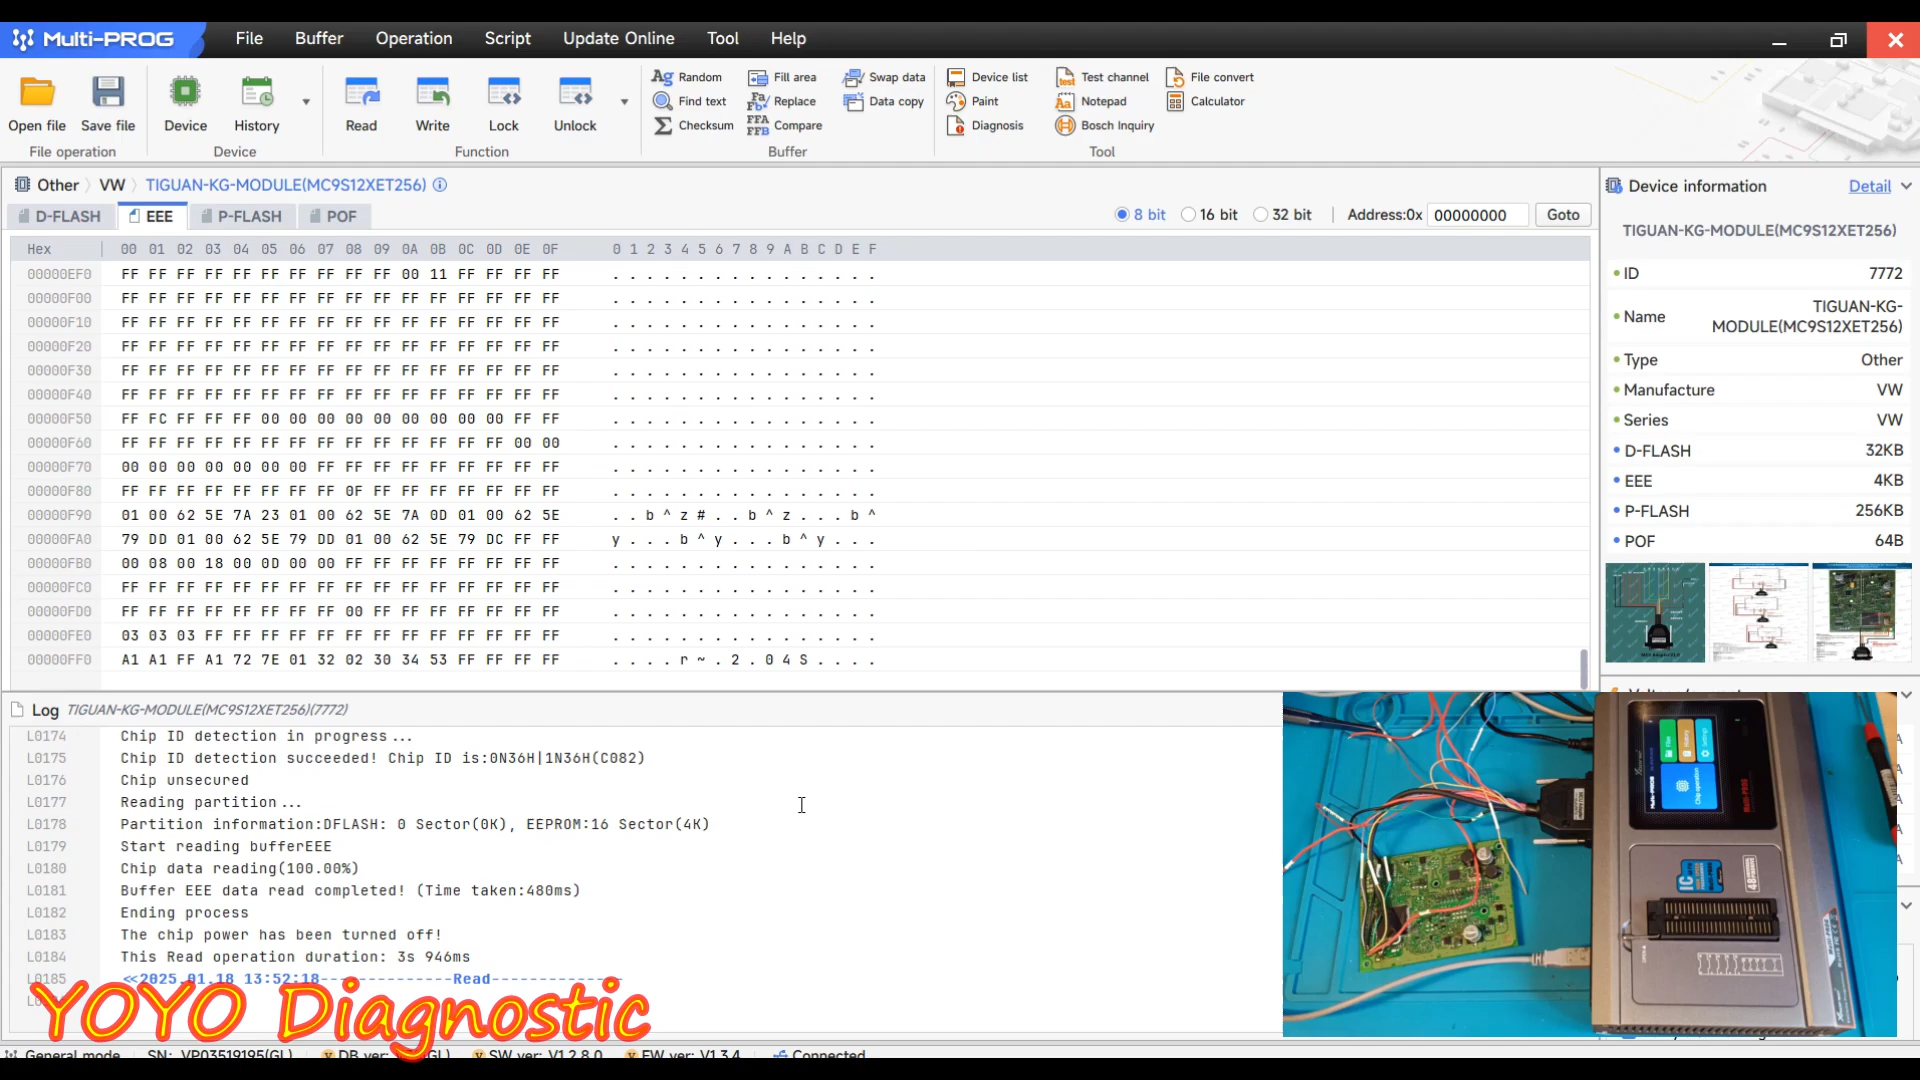 Multi-PROG
File Buffer Operation Script Update Online Tool Help
Open file Save file Device History Read Write Lock Unlock
Random Fill area Swap data Device list Test channel File convert
Find text Replace Data copy Paint Notepad Calculator
Checksum Compare Diagnosis Bosch Inquiry
File operation Device Function Buffer Tool
Other 〉 VW 〉 TIGUAN-KG-MODULE(MC9S12XET256)
D-FLASH EEE P-FLASH POF 8 bit 16 bit 32 bit Address:0x 00000000 Goto
Hex 00 01 02 03 04 05 06 07 08 09 0A 0B 0C 0D 0E 0F 0 1 2 3 4 5 6 7 8 9 A B C D E F
00000EF0 FF FF FF FF FF FF FF FF FF FF 00 11 FF FF FF FF . . . . . . . . . . . . . . . .
00000F00 FF FF FF FF FF FF FF FF FF FF FF FF FF FF FF FF . . . . . . . . . . . . . . . .
00000F10 FF FF FF FF FF FF FF FF FF FF FF FF FF FF FF FF . . . . . . . . . . . . . . . .
00000F20 FF FF FF FF FF FF FF FF FF FF FF FF FF FF FF FF . . . . . . . . . . . . . . . .
00000F30 FF FF FF FF FF FF FF FF FF FF FF FF FF FF FF FF . . . . . . . . . . . . . . . .
00000F40 FF FF FF FF FF FF FF FF FF FF FF FF FF FF FF FF . . . . . . . . . . . . . . . .
00000F50 FF FC FF FF FF 00 00 00 00 00 00 00 00 00 FF FF . . . . . . . . . . . . . . . .
00000F60 FF FF FF FF FF FF FF FF FF FF FF FF FF FF 00 00 . . . . . . . . . . . . . . . .
00000F70 00 00 00 00 00 00 00 FF FF FF FF FF FF FF FF FF . . . . . . . . . . . . . . . .
00000F80 FF FF FF FF FF FF FF FF 0F FF FF FF FF FF FF FF . . . . . . . . . . . . . . . .
00000F90 01 00 62 5E 7A 23 01 00 62 5E 7A 0D 01 00 62 5E . . b ^ z # . . b ^ z . . . b ^
00000FA0 79 DD 01 00 62 5E 79 DD 01 00 62 5E 79 DC FF FF y . . . b ^ y . . . b ^ y . . .
00000FB0 00 08 00 18 00 0D 00 00 FF FF FF FF FF FF FF FF . . . . . . . . . . . . . . . .
00000FC0 FF FF FF FF FF FF FF FF FF FF FF FF FF FF FF FF . . . . . . . . . . . . . . . .
00000FD0 FF FF FF FF FF FF FF FF 00 FF FF FF FF FF FF FF . . . . . . . . . . . . . . . .
00000FE0 03 03 03 FF FF FF FF FF FF FF FF FF FF FF FF FF . . . . . . . . . . . . . . . .
00000FF0 A1 A1 FF A1 72 7E 01 32 02 30 34 53 FF FF FF FF . . . . r ~ . 2 . 0 4 S . . . .
Device information Detail
TIGUAN-KG-MODULE(MC9S12XET256)
ID 7772
Name TIGUAN-KG-
MODULE(MC9S12XET256)
Type Other
Manufacture VW
Series VW
D-FLASH 32KB
EEE 4KB
P-FLASH 256KB
POF 64B
Log TIGUAN-KG-MODULE(MC9S12XET256)(7772)
L0174 Chip ID detection in progress...
L0175 Chip ID detection succeeded! Chip ID is:0N36H|1N36H(C082)
L0176 Chip unsecured
L0177 Reading partition...
L0178 Partition information:DFLASH: 0 Sector(0K), EEPROM:16 Sector(4K)
L0179 Start reading bufferEEE
L0180 Chip data reading(100.00%)
L0181 Buffer EEE data read completed! (Time taken:480ms)
L0182 Ending process
L0183 The chip power has been turned off!
L0184 This Read operation duration: 3s 946ms
L0185 <<2025.01.18 13:52:18--------------Read--------------
YOYO Diagnostic
General mode SN: VP03519195(GL) DB ver: SW ver: V1.2.8.0 FW ver: V1.3.4 Connected
Files
History
Settings
Chip operation
Multi-PROG